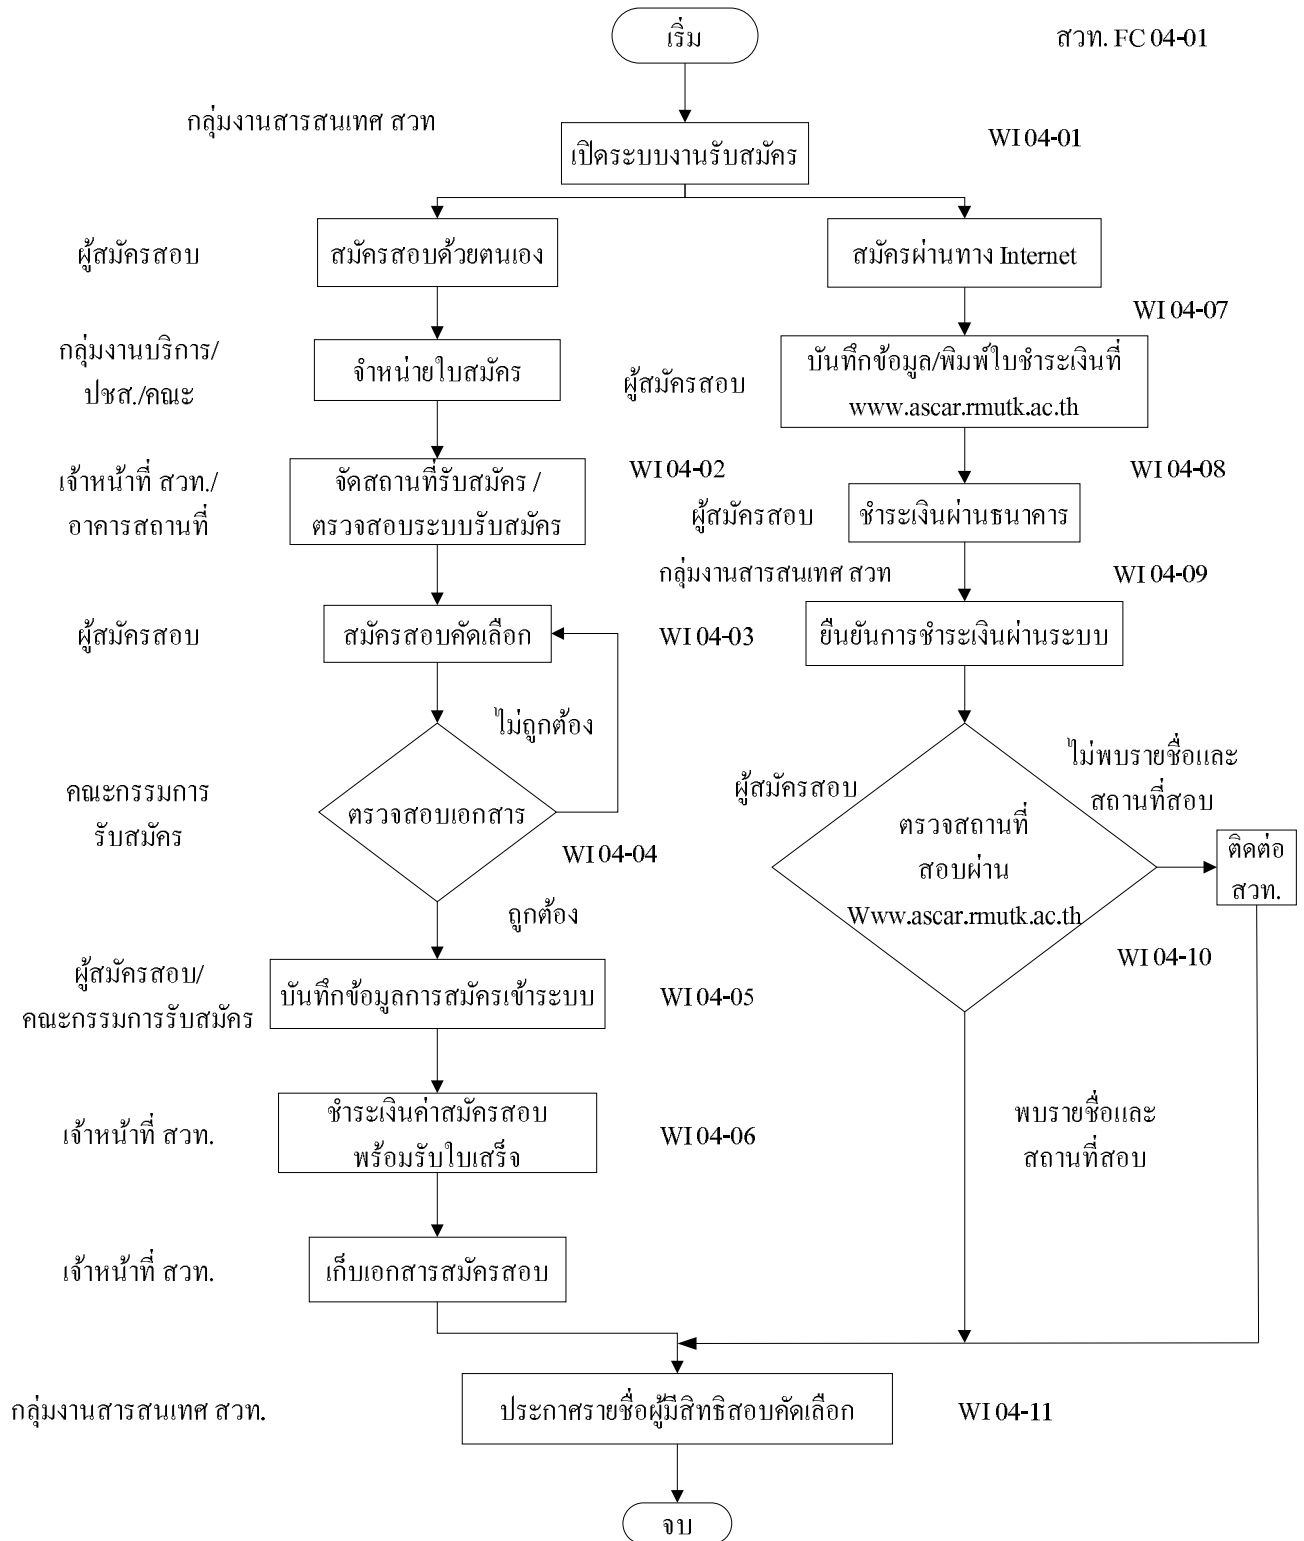 เริ่ม
สวท. FC 04-01
กลุ่มงานสารสนเทศ สวท
เปิดระบบงานรับสมัคร
WI 04-01
ผู้สมัครสอบ
สมัครสอบด้วยตนเอง
สมัครผ่านทาง Internet
WI 04-07
กลุ่มงานบริการ/
ปชส./คณะ
จำหน่ายใบสมัคร
ผู้สมัครสอบ
บันทึกข้อมูล/พิมพ์ใบชำระเงินที่
www.ascar.rmutk.ac.th
เจ้าหน้าที่ สวท./
อาคารสถานที่
จัดสถานที่รับสมัคร /
ตรวจสอบระบบรับสมัคร
WI 04-02
WI 04-08
ผู้สมัครสอบ
ชำระเงินผ่านธนาคาร
กลุ่มงานสารสนเทศ สวท
WI 04-09
ผู้สมัครสอบ
สมัครสอบคัดเลือก
WI 04-03
ยืนยันการชำระเงินผ่านระบบ
ไม่ถูกต้อง
คณะกรรมการ
รับสมัคร
ตรวจสอบเอกสาร
WI 04-04
ถูกต้อง
ผู้สมัครสอบ
ไม่พบรายชื่อและ
สถานที่สอบ
ตรวจสถานที่
สอบผ่าน
Www.ascar.rmutk.ac.th
ติดต่อ
สวท.
WI 04-10
ผู้สมัครสอบ/
คณะกรรมการรับสมัคร
บันทึกข้อมูลการสมัครเข้าระบบ
WI 04-05
เจ้าหน้าที่ สวท.
ชำระเงินค่าสมัครสอบ
พร้อมรับใบเสร็จ
WI 04-06
พบรายชื่อและ
สถานที่สอบ
เจ้าหน้าที่ สวท.
เก็บเอกสารสมัครสอบ
กลุ่มงานสารสนเทศ สวท.
ประกาศรายชื่อผู้มีสิทธิสอบคัดเลือก
WI 04-11
จบ